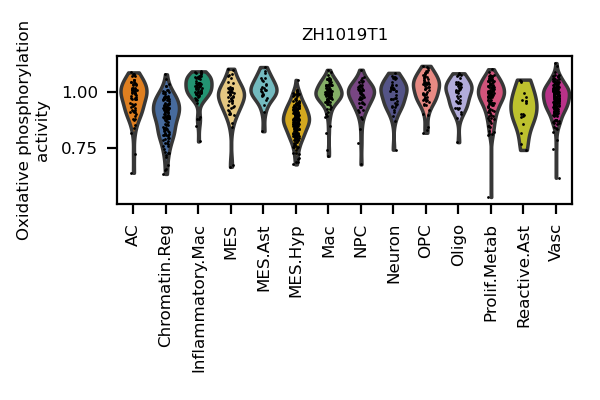 ZH1019T1
Oxidative phosphorylation
activity
1.00
0.75
AC
Chromatin.Reg
Inflammatory.Mac
MES
MES.Ast
MES.Hyp
Mac
NPC
Neuron
OPC
Oligo
Prolif.Metab
Reactive.Ast
Vasc